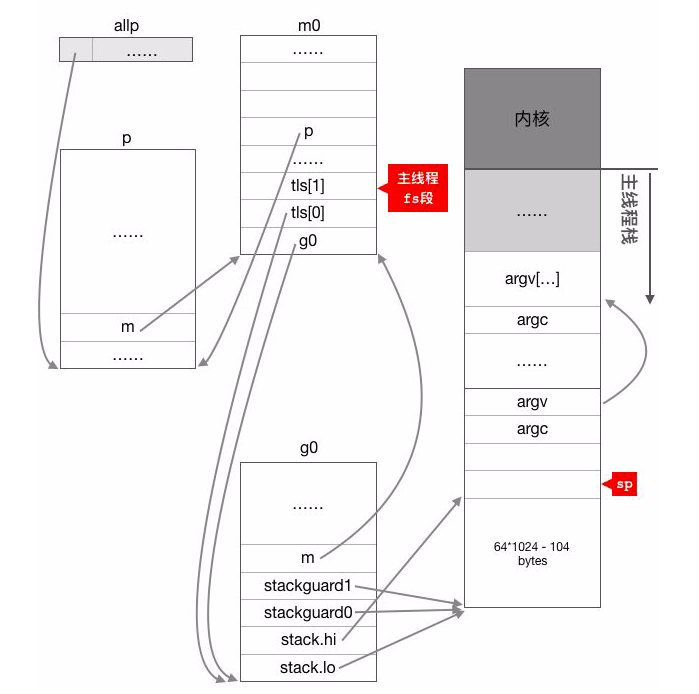 allp
……
p
……
m
……
m0
……
p
……
tls[1]
tls[0]
g0
主线程
fs段
g0
……
m
stackguard1
stackguard0
stack.hi
stack.lo
内核
……
argv[…]
argc
……
argv
argc
64*1024 - 104
bytes
主线程栈
sp